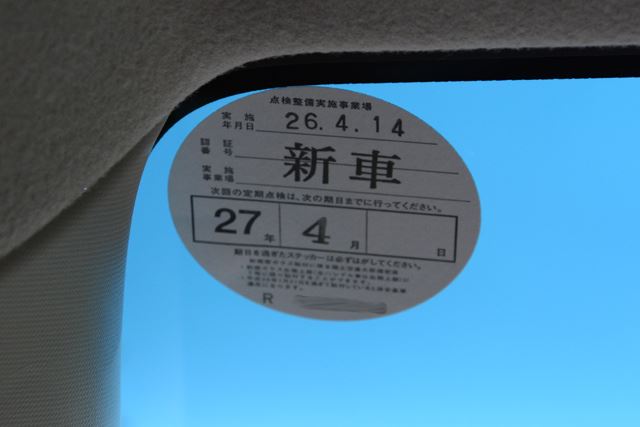 点検整備実施事業場
実施年月日 26.4.14
認証番号 新車
実施事業場
次回の定期点検は、次の期日までに行ってください。
27年 4月 日
期日を過ぎたステッカーは必ずはがしてください。
R